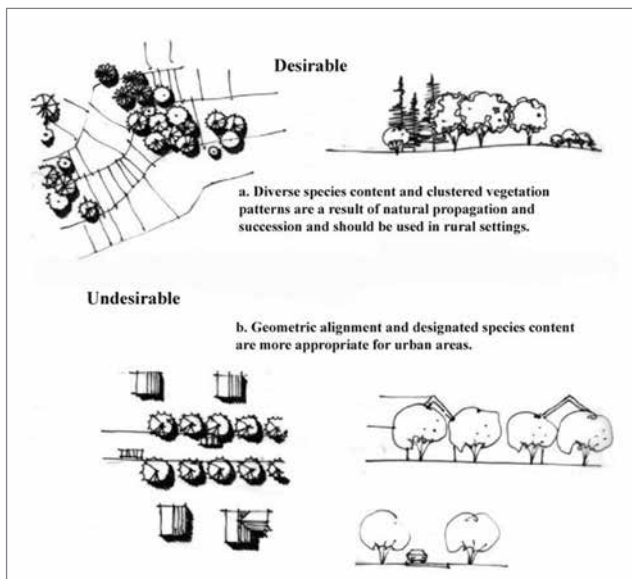 Desirable
a. Diverse species content and clustered vegetation
patterns are a result of natural propagation and
succession and should be used in rural settings.
Undesirable
b. Geometric alignment and designated species content
are more appropriate for urban areas.